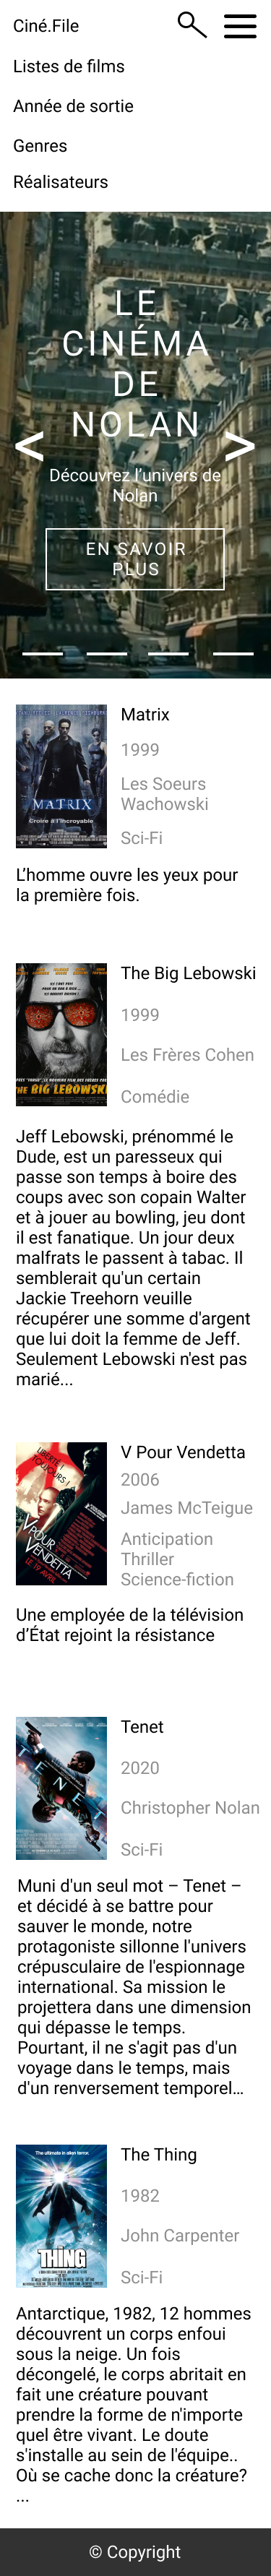 Ciné.File
Listes de films
Année de sortie
Genres
Réalisateurs
LE
CINÉMA
DE
NOLAN
< >
Découvrez l’univers de
Nolan
EN SAVOIR
PLUS
MATRIX
Croire à l'incroyable
Matrix
1999
Les Soeurs
Wachowski
Sci-Fi
L’homme ouvre les yeux pour
la première fois.
THE BIG LEBOWSKI
The Big Lebowski
1999
Les Frères Cohen
Comédie
Jeff Lebowski, prénommé le
Dude, est un paresseux qui
passe son temps à boire des
coups avec son copain Walter
et à jouer au bowling, jeu dont
il est fanatique. Un jour deux
malfrats le passent à tabac. Il
semblerait qu'un certain
Jackie Treehorn veuille
récupérer une somme d'argent
que lui doit la femme de Jeff.
Seulement Lebowski n'est pas
marié...
LIBERTÉ !
TOUJOURS !
V POUR
VENDETTA
LE 19 AVRIL
V Pour Vendetta
2006
James McTeigue
Anticipation
Thriller
Science-fiction
Une employée de la télévision
d’État rejoint la résistance
TENET
Tenet
2020
Christopher Nolan
Sci-Fi
Muni d'un seul mot – Tenet –
et décidé à se battre pour
sauver le monde, notre
protagoniste sillonne l'univers
crépusculaire de l'espionnage
international. Sa mission le
projettera dans une dimension
qui dépasse le temps.
Pourtant, il ne s'agit pas d'un
voyage dans le temps, mais
d'un renversement temporel...
The ultimate in alien terror.
THE
THING
The Thing
1982
John Carpenter
Sci-Fi
Antarctique, 1982, 12 hommes
découvrent un corps enfoui
sous la neige. Un fois
décongelé, le corps abritait en
fait une créature pouvant
prendre la forme de n'importe
quel être vivant. Le doute
s'installe au sein de l'équipe..
Où se cache donc la créature?
...
© Copyright